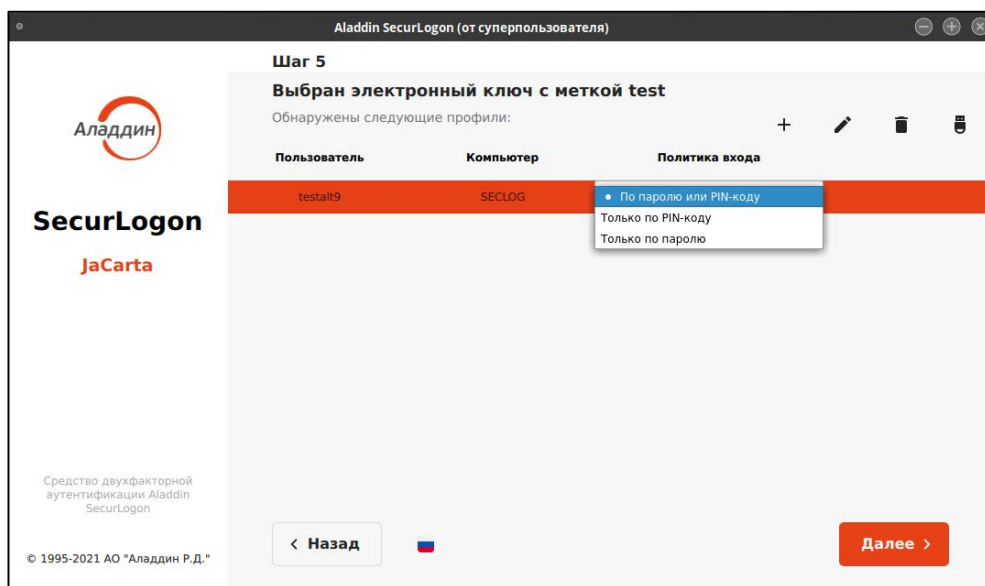 Aladdin SecurLogon (от суперпользователя)
Шаг 5
Выбран электронный ключ с меткой test
Обнаружены следующие профили:
Пользователь Компьютер Политика входа
testalt9 SECLOG По паролю или PIN-коду
Только по PIN-коду
Только по паролю
Аладдин
SecurLogon
JaCarta
Средство двухфакторной
аутентификации Aladdin
SecurLogon
© 1995-2021 АО "Аладдин Р.Д."
Назад
Далее